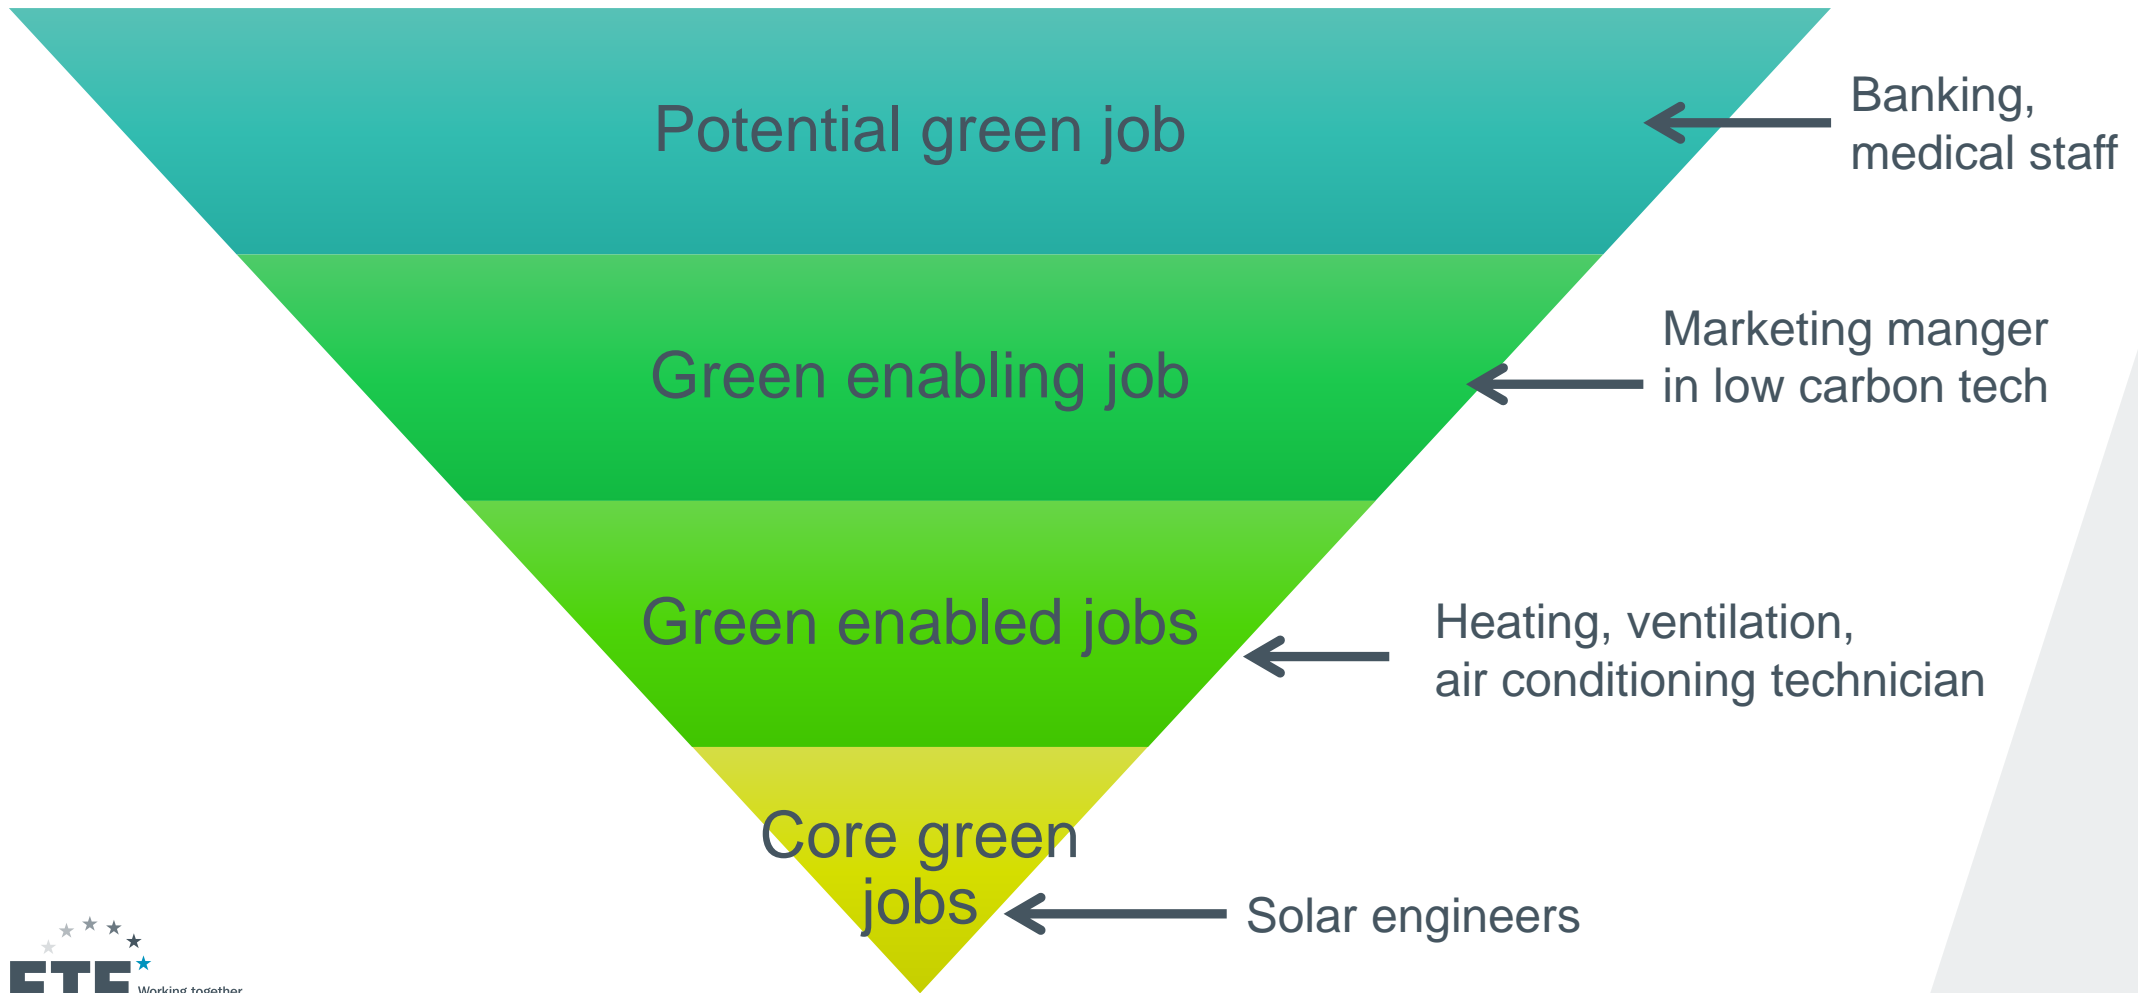 Potential green job
Banking,
medical staff
Green enabling job
Marketing manger
in low carbon tech
Green enabled jobs
Heating, ventilation,
air conditioning technician
Core green
jobs
Solar engineers
Working together